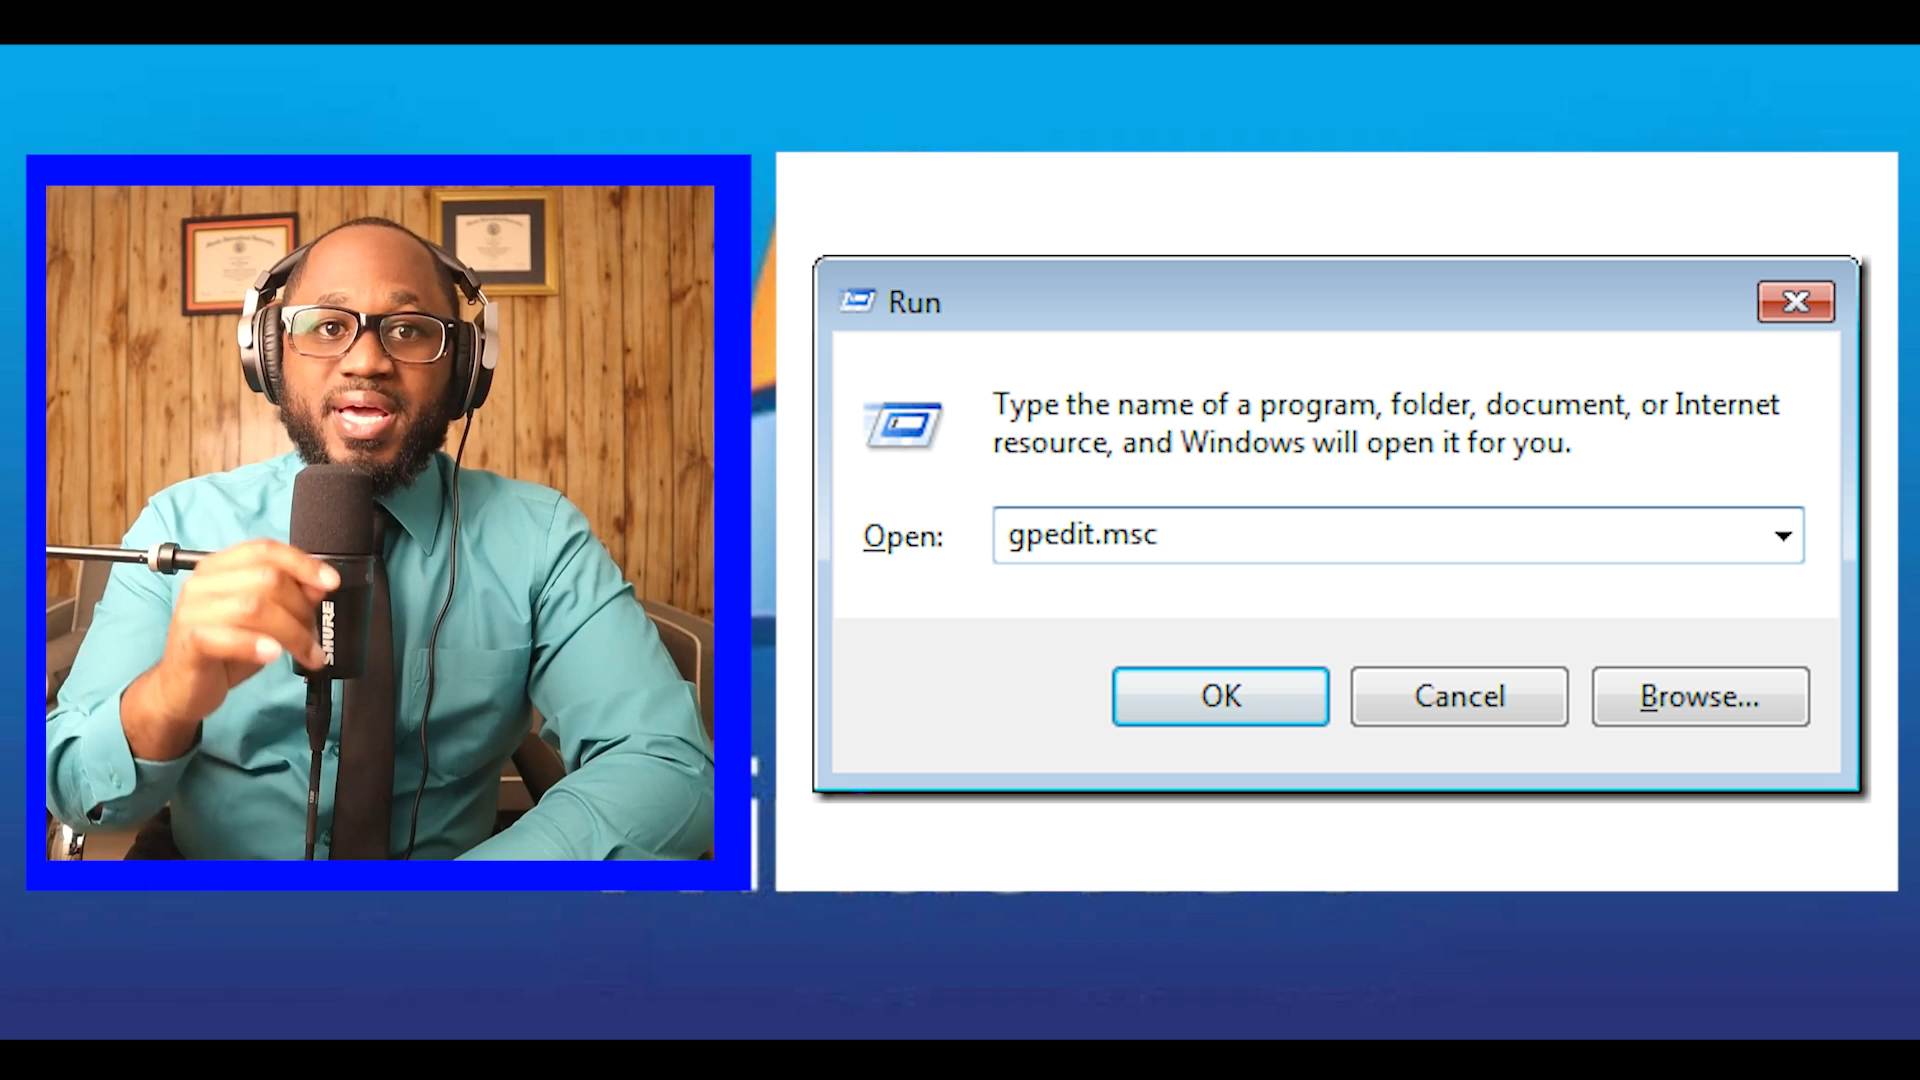 SHURE
Run
Type the name of a program, folder, document, or Internet
resource, and Windows will open it for you.
Open:
gpedit.msc
OK
Cancel
Browse...